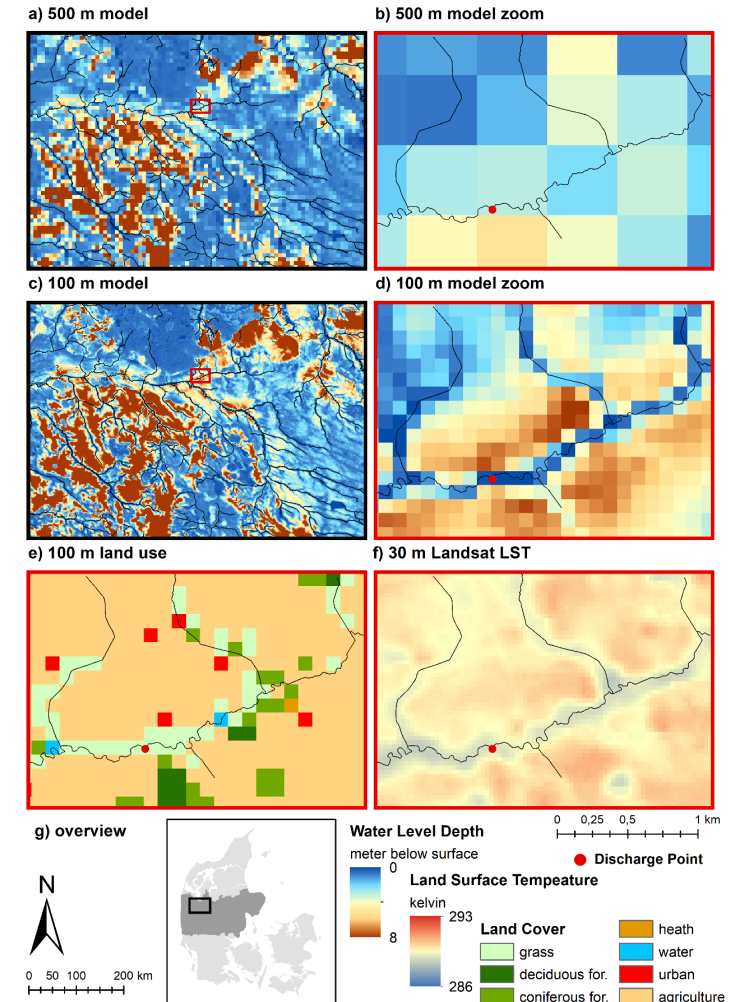 a) 500 m model
b) 500 m model zoom
c) 100 m model
d) 100 m model zoom
e) 100 m land use
f) 30 m Landsat LST
g) overview
N
0 50 100 200 km
Water Level Depth
meter below surface
0
8
Land Surface Tempeature
kelvin
293
286
0 0,25 0,5 1 km
Discharge Point
Land Cover
grass
deciduous for.
coniferous for.
heath
water
urban
agriculture